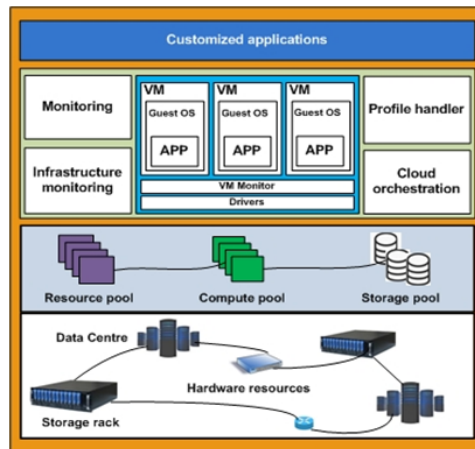 Customized applications
Monitoring
Infrastructure
monitoring
VM
Guest OS
APP
VM
Guest OS
APP
VM
Guest OS
APP
VM Monitor
Drivers
Profile handler
Cloud
orchestration
Resource pool
Compute pool
Storage pool
Data Centre
Hardware resources
Storage rack